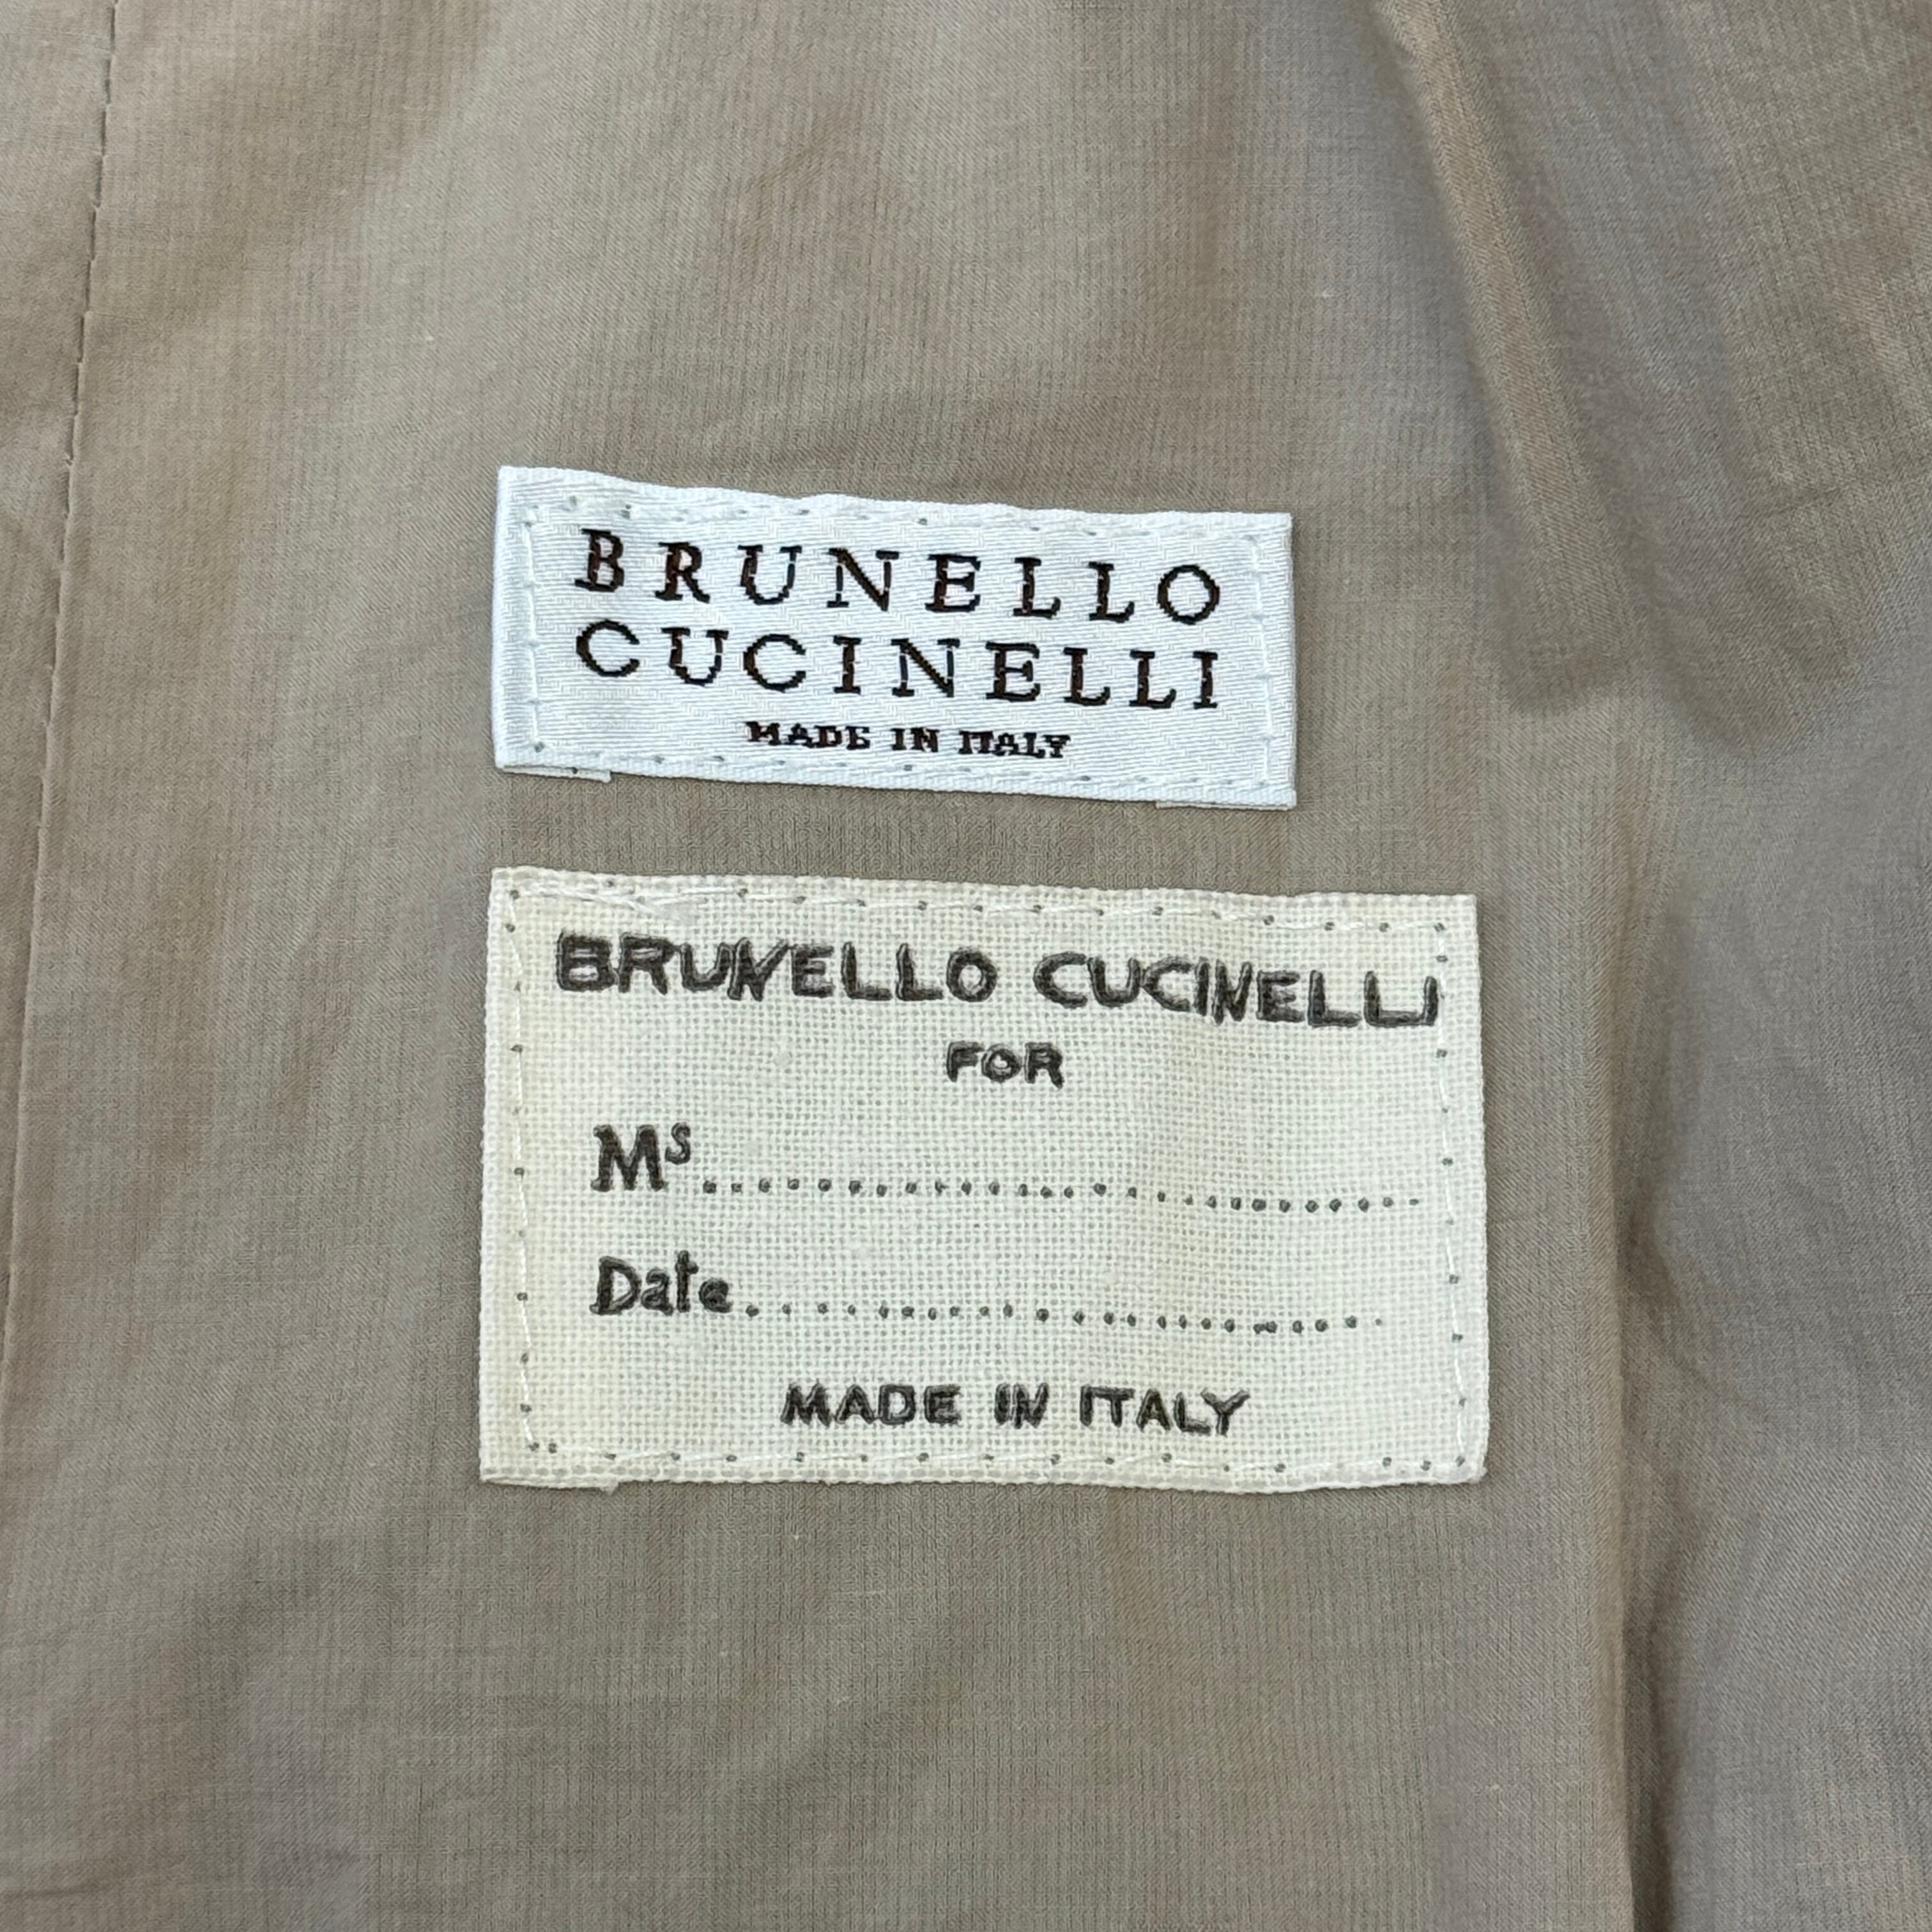 BRUNELLO
CUCINELLI
MADE IN ITALY
BRUNELLO CUCINELLI
FOR
Ms..............................
Date..............................
MADE IN ITALY